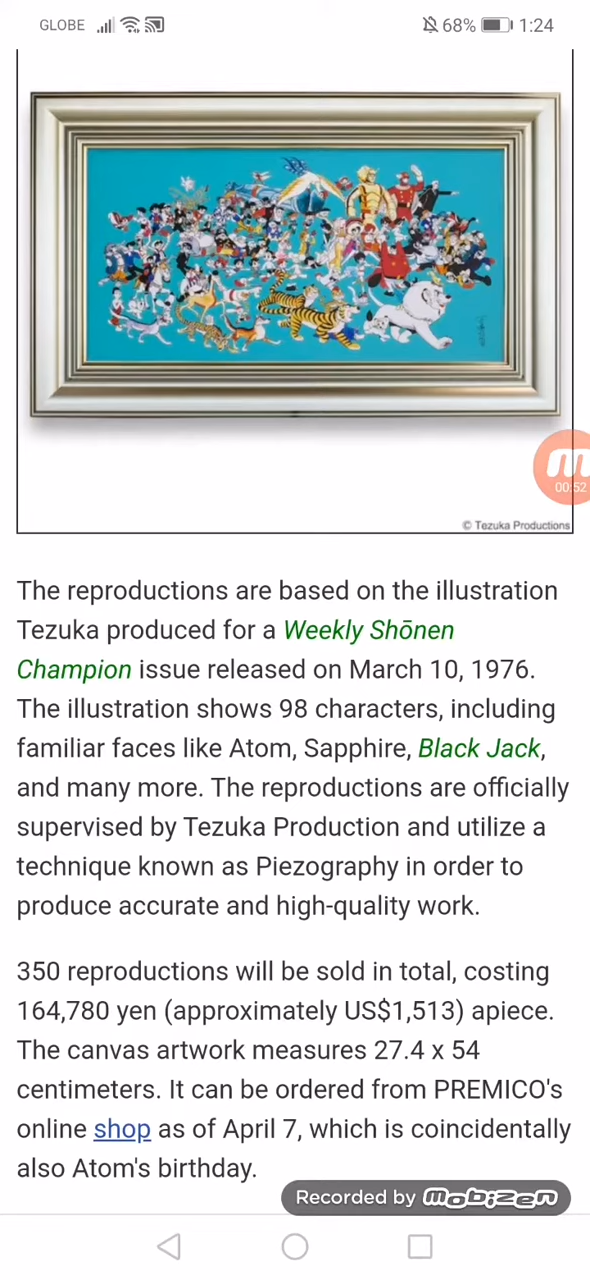 GLOBE 68% 1:24
00:52
© Tezuka Productions
The reproductions are based on the illustration
Tezuka produced for a Weekly Shōnen
Champion issue released on March 10, 1976.
The illustration shows 98 characters, including
familiar faces like Atom, Sapphire, Black Jack,
and many more. The reproductions are officially
supervised by Tezuka Production and utilize a
technique known as Piezography in order to
produce accurate and high-quality work.
350 reproductions will be sold in total, costing
164,780 yen (approximately US$1,513) apiece.
The canvas artwork measures 27.4 x 54
centimeters. It can be ordered from PREMICO's
online shop as of April 7, which is coincidentally
also Atom's birthday.
Recorded by mobizen